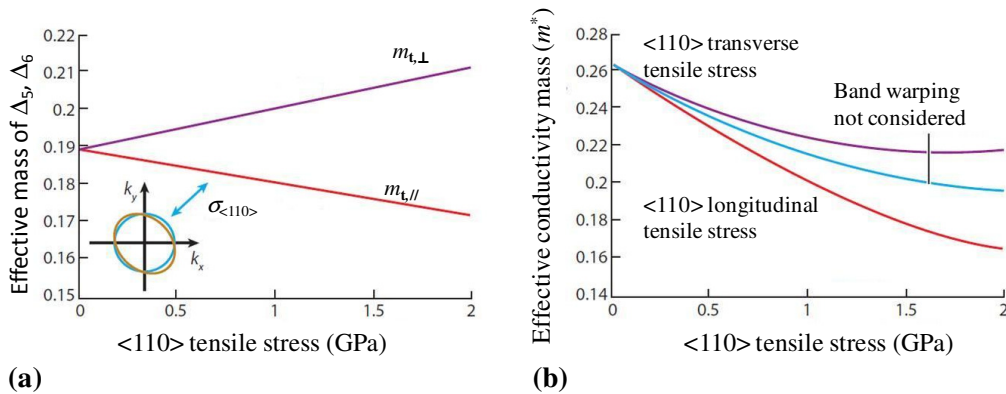 Effective mass of Δ5, Δ6
0.22
0.21
0.2
0.19
0.18
0.17
0.16
0.15
mt,⊥
mt,//
ky
kx
σ<110>
0
0.5
1
1.5
2
<110> tensile stress (GPa)
(a)
Effective conductivity mass (m*)
0.28
0.26
0.24
0.22
0.2
0.18
0.16
0.14
<110> transverse
tensile stress
Band warping
not considered
<110> longitudinal
tensile stress
0
0.5
1
1.5
2
<110> tensile stress (GPa)
(b)